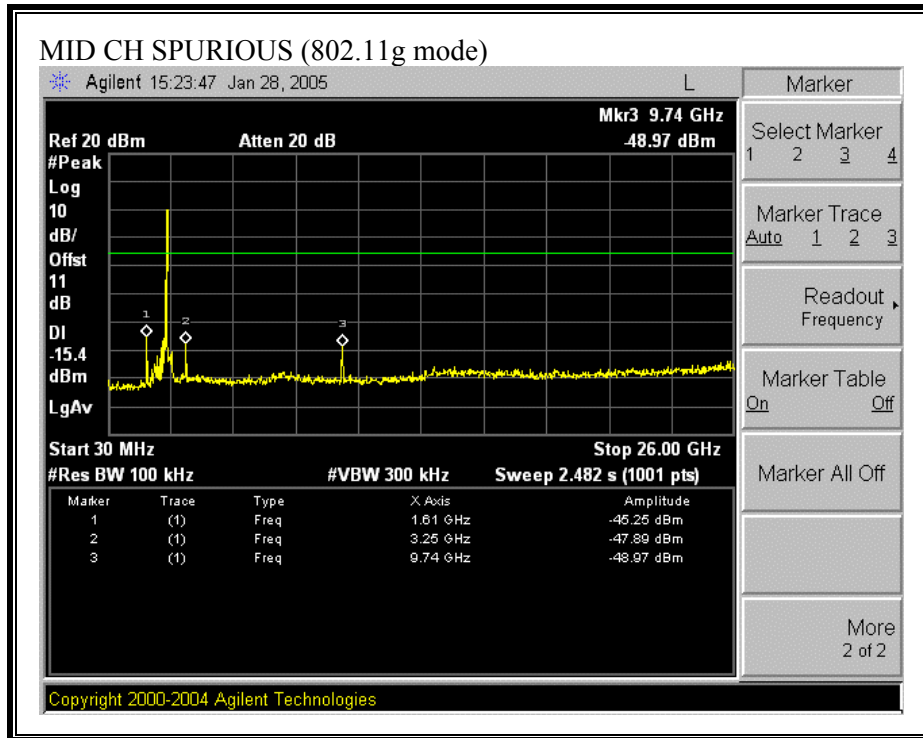 MID CH SPURIOUS (802.11g mode)
Agilent 15:23:47 Jan 28, 2005 L
Mkr3 9.74 GHz
Ref 20 dBm Atten 20 dB -48.97 dBm
#Peak
Log
10
dB/
Offst
11
dB
DI
-15.4
dBm
LgAv
1 2 3
Start 30 MHz Stop 26.00 GHz
#Res BW 100 kHz #VBW 300 kHz Sweep 2.482 s (1001 pts)
Marker Trace Type X Axis Amplitude
1 (1) Freq 1.61 GHz -45.25 dBm
2 (1) Freq 3.25 GHz -47.89 dBm
3 (1) Freq 9.74 GHz -48.97 dBm
Copyright 2000-2004 Agilent Technologies
Marker
Select Marker
1 2 3 4
Marker Trace
Auto 1 2 3
Readout
Frequency
Marker Table
On Off
Marker All Off
More
2 of 2